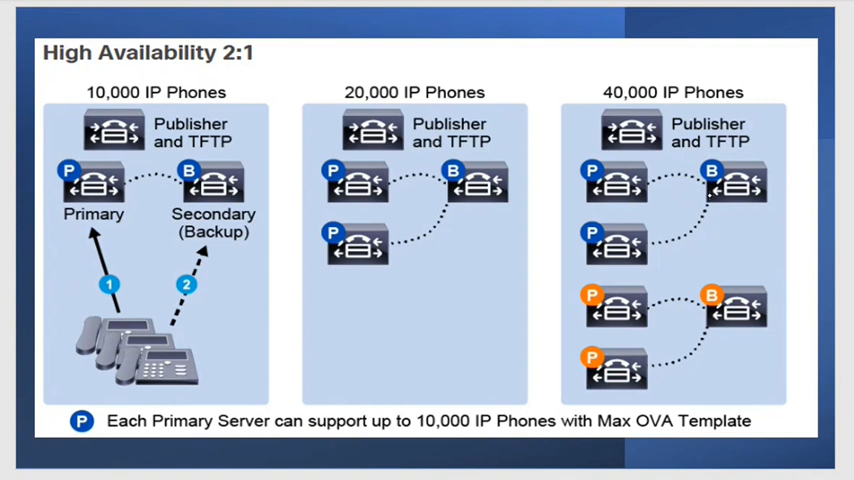 High Availability 2:1
10,000 IP Phones
Publisher
and TFTP
P
B
Primary
Secondary
(Backup)
1
2
20,000 IP Phones
Publisher
and TFTP
P
B
P
40,000 IP Phones
Publisher
and TFTP
P
B
P
P
B
P
P Each Primary Server can support up to 10,000 IP Phones with Max OVA Template